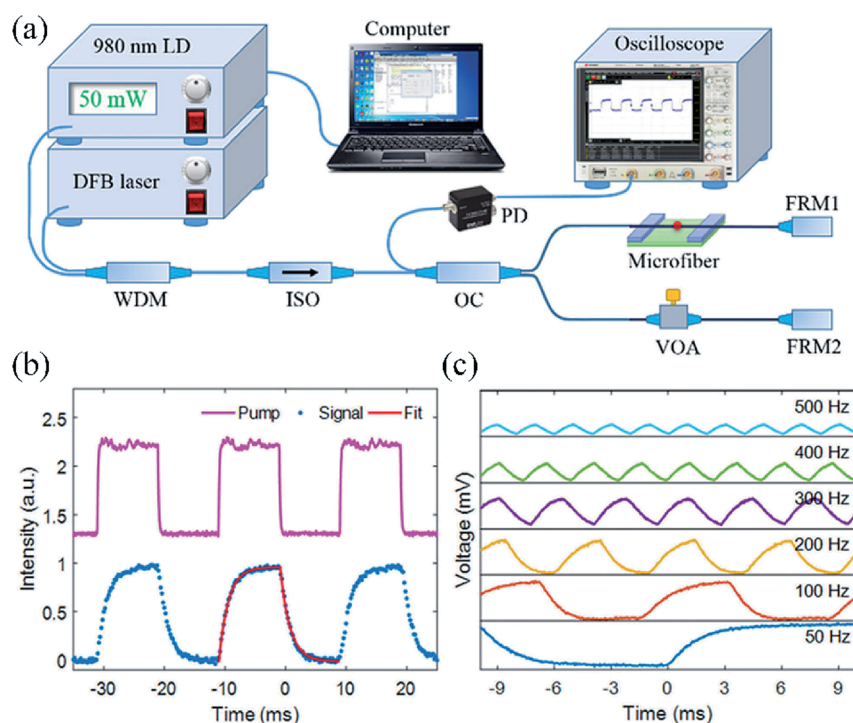 (a)
980 nm LD
50 mW
DFB laser
Computer
Oscilloscope
PD
FRM1
Microfiber
WDM
ISO
OC
VOA
FRM2
(b)
Pump Signal Fit
Intensity (a.u.)
2.5
2
1.5
1
0.5
0
-35 -20 -10 0 10 20
Time (ms)
(c)
Voltage (mV)
500 Hz
400 Hz
300 Hz
200 Hz
100 Hz
50 Hz
-9 -6 -3 0 3 6 9
Time (ms)